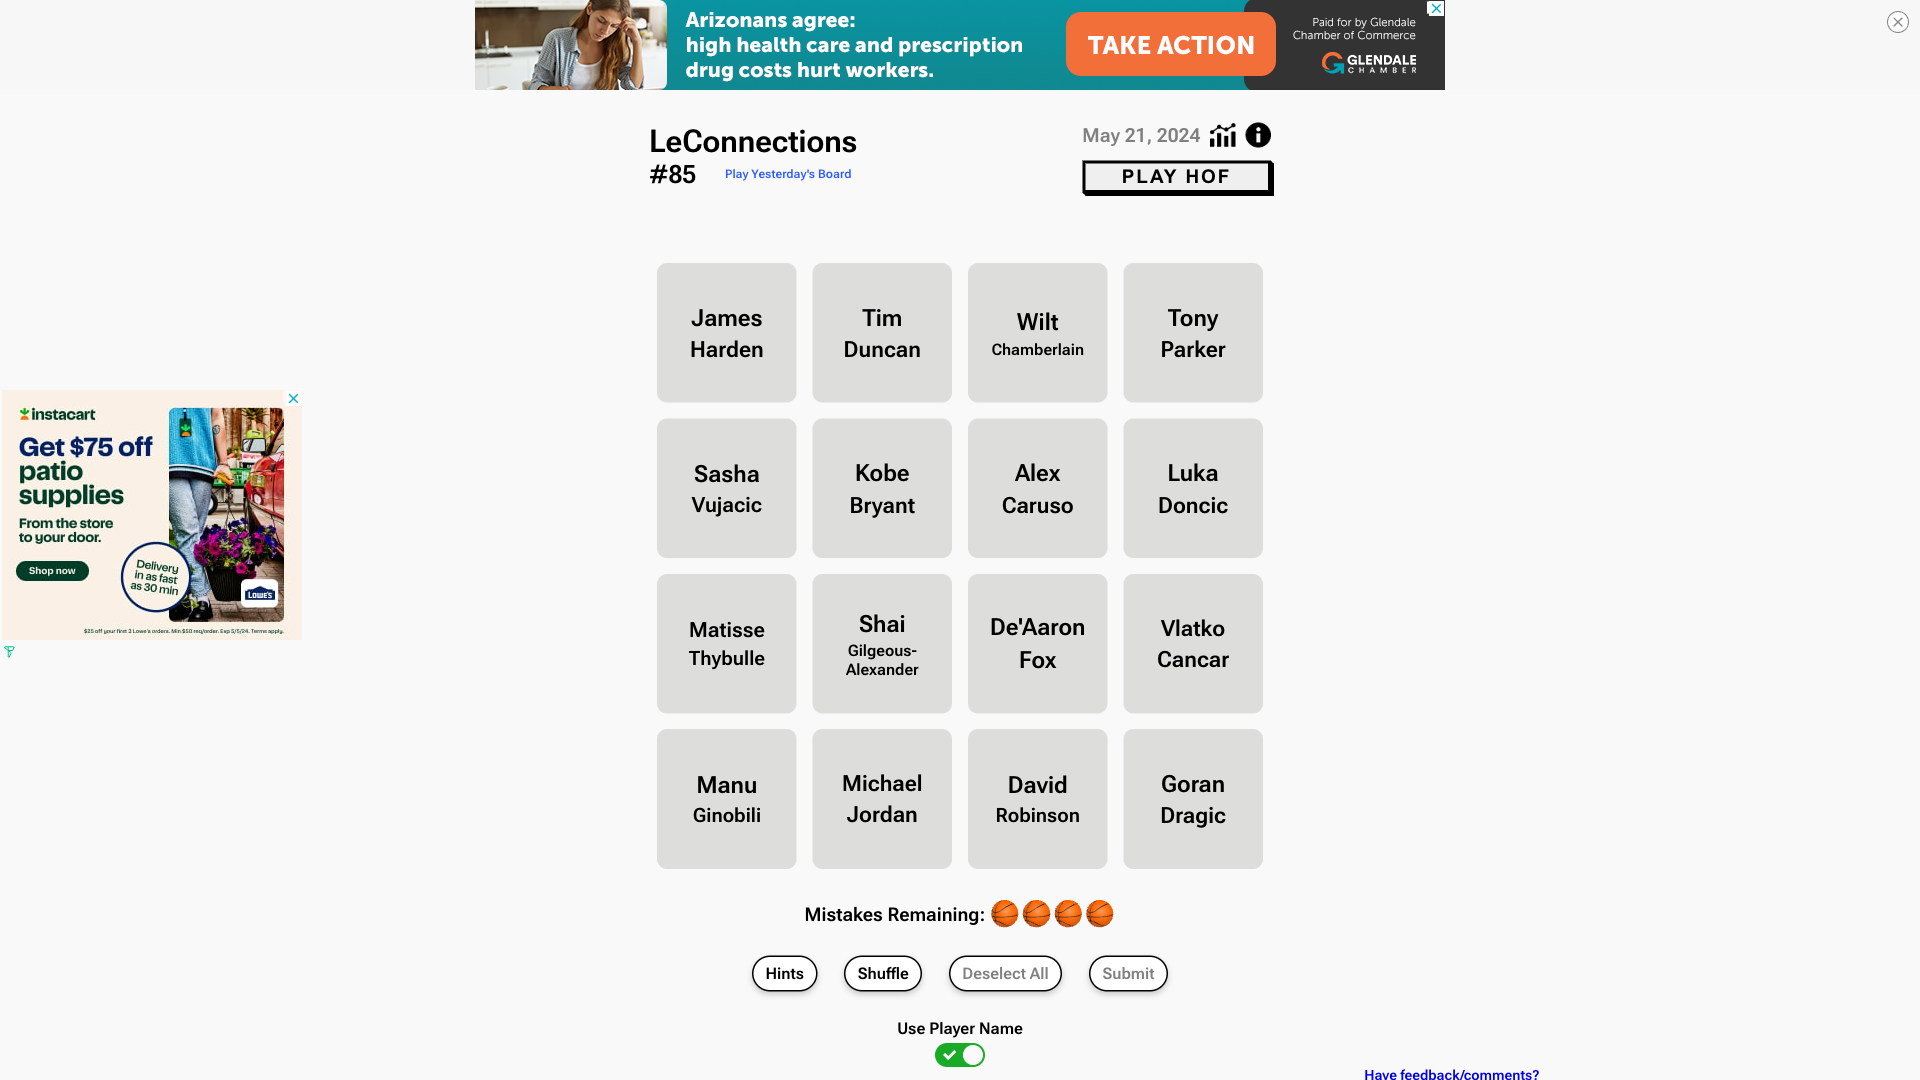 Arizonans agree:
high health care and prescription
drug costs hurt workers.
TAKE ACTION
Paid for by Glendale
Chamber of Commerce
GLENDALE
CHAMBER
LeConnections
#85
Play Yesterday's Board
May 21, 2024
PLAY HOF
James
Harden
Tim
Duncan
Wilt
Chamberlain
Tony
Parker
Sasha
Vujacic
Kobe
Bryant
Alex
Caruso
Luka
Doncic
Matisse
Thybulle
Shai
Gilgeous-
Alexander
De'Aaron
Fox
Vlatko
Cancar
Manu
Ginobili
Michael
Jordan
David
Robinson
Goran
Dragic
Mistakes Remaining:
Hints
Shuffle
Deselect All
Submit
Use Player Name
Have feedback/comments?
instacart
Get $75 off
patio
supplies
From the store
to your door.
Shop now
Delivery
in as fast
as 30 min
LOWE'S
$25 off your first 3 Lowe's orders. Min $50 req/order. Exp 5/5/24. Terms apply.